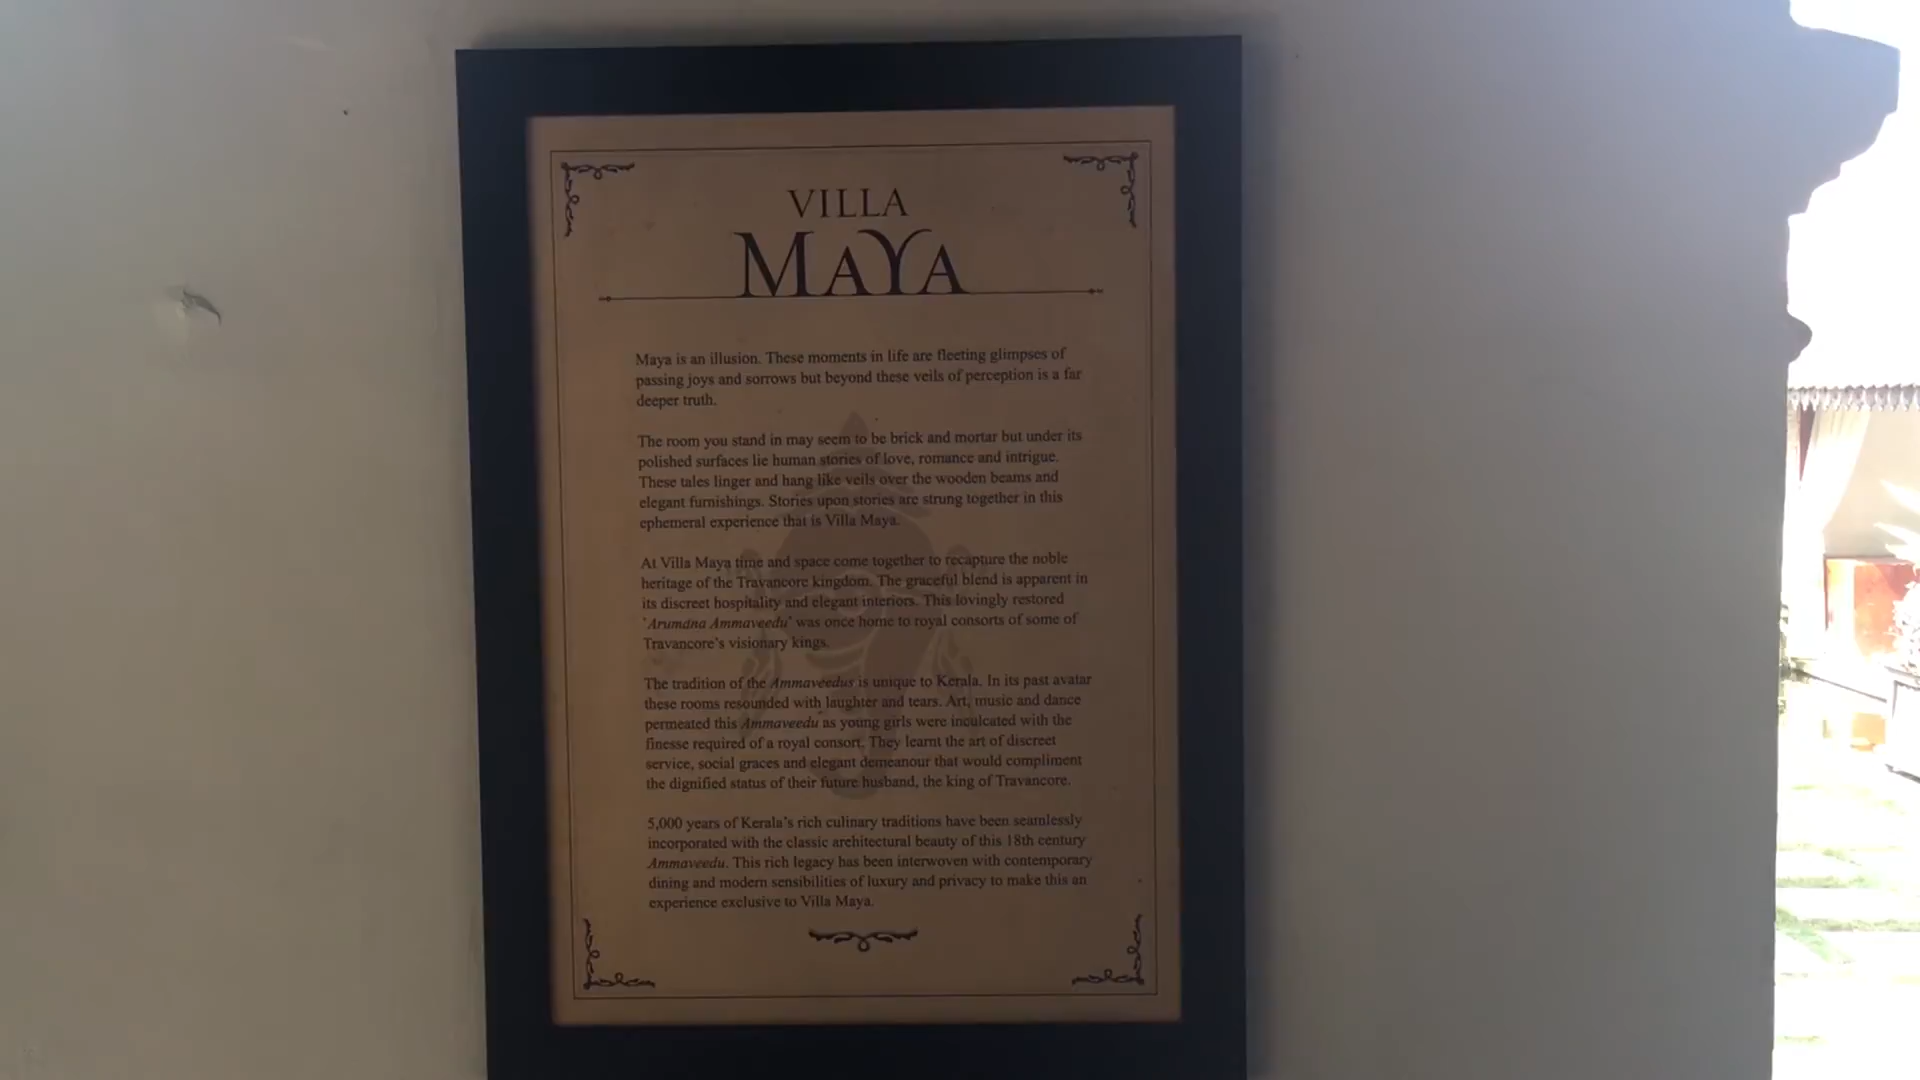 VILLA
MAYA
Maya is an illusion. These moments in life are fleeting glimpses of
passing joys and sorrows but beyond these veils of perception is a far
deeper truth.
The room you stand in may seem to be brick and mortar but under its
polished surfaces lie human stories of love, romance and intrigue.
These tales linger and hang like veils over the wooden beams and
elegant furnishings. Stories upon stories are strung together in this
ephemeral experience that is Villa Maya.
At Villa Maya time and space come together to recapture the noble
heritage of the Travancore kingdom. The graceful blend is apparent in
its discreet hospitality and elegant interiors. This lovingly restored
'Arumana Ammaveedu' was once home to royal consorts of some of
Travancore's visionary kings.
The tradition of the Ammaveedus is unique to Kerala. In its past avatar
these rooms resounded with laughter and tears. Art, music and dance
permeated this Ammaveedu as young girls were inculcated with the
finesse required of a royal consort. They learnt the art of discreet
service, social graces and elegant demeanour that would compliment
the dignified status of their future husband, the king of Travancore.
5,000 years of Kerala's rich culinary traditions have been seamlessly
incorporated with the classic architectural beauty of this 18th century
Ammaveedu. This rich legacy has been interwoven with contemporary
dining and modern sensibilities of luxury and privacy to make this an
experience exclusive to Villa Maya.